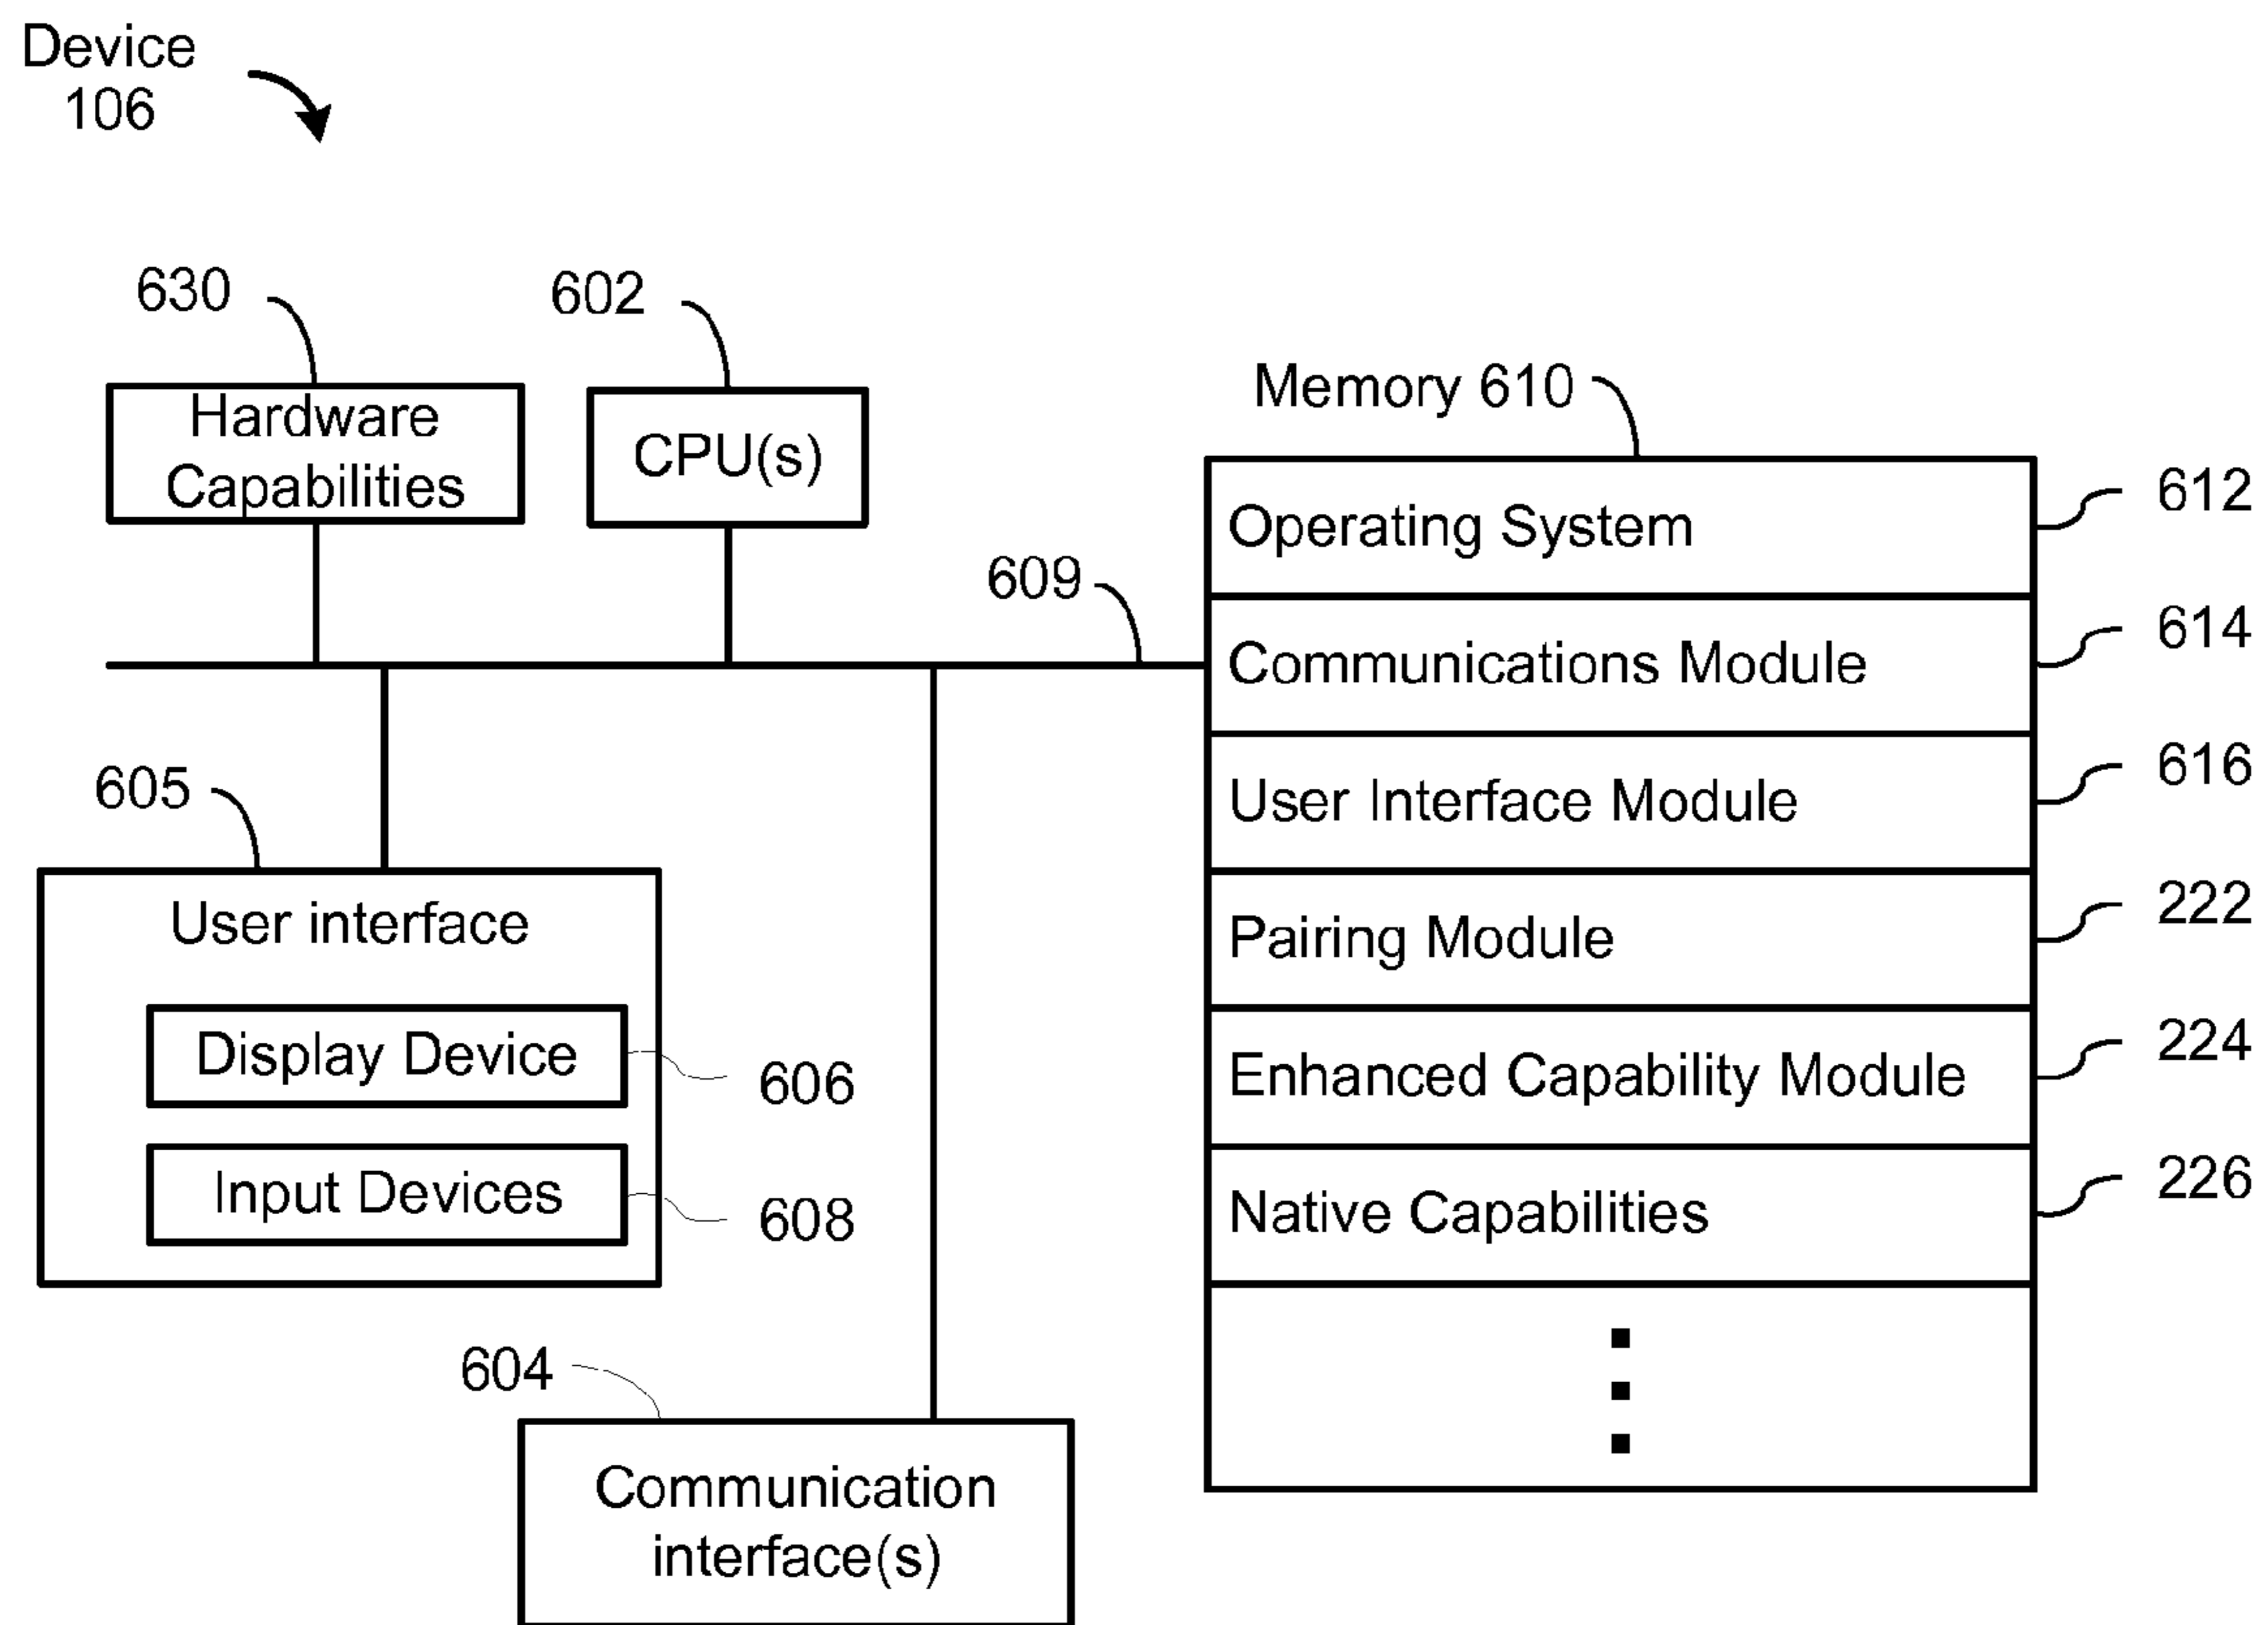 Device
106
630
602
Hardware
Capabilities
CPU(s)
609
605
User interface
Display Device
606
Input Devices
608
604
Communication
interface(s)
Memory 610
Operating System
612
Communications Module
614
User Interface Module
616
Pairing Module
222
Enhanced Capability Module
224
Native Capabilities
226